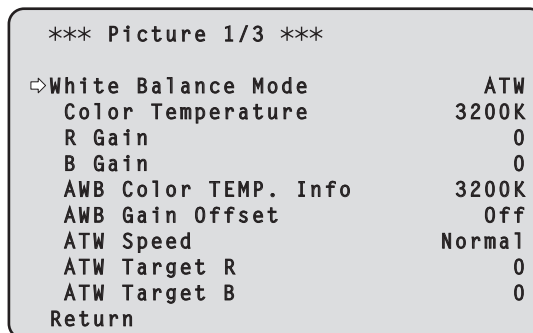 *** Picture 1/3 ***
⇨White Balance Mode ATW
Color Temperature 3200K
R Gain 0
B Gain 0
AWB Color TEMP. Info 3200K
AWB Gain Offset Off
ATW Speed Normal
ATW Target R 0
ATW Target B 0
Return